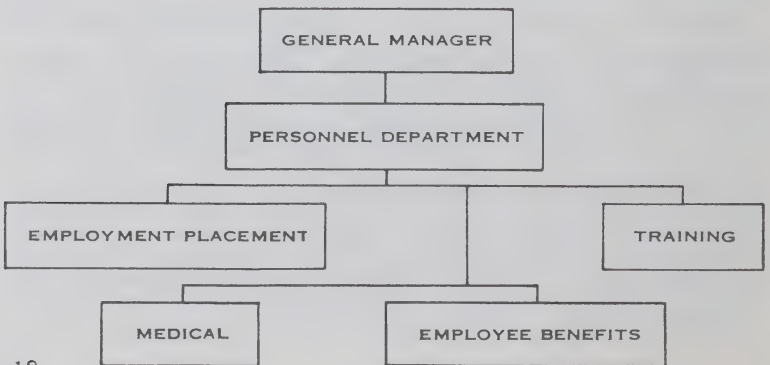 GENERAL MANAGER
PERSONNEL DEPARTMENT
EMPLOYMENT PLACEMENT
TRAINING
MEDICAL
EMPLOYEE BENEFITS